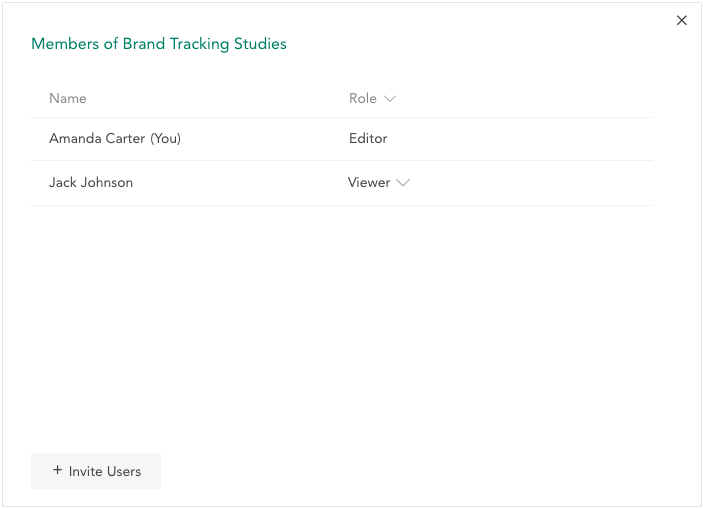 Members of Brand Tracking Studies
Name Role
Amanda Carter (You) Editor
Jack Johnson Viewer
+ Invite Users